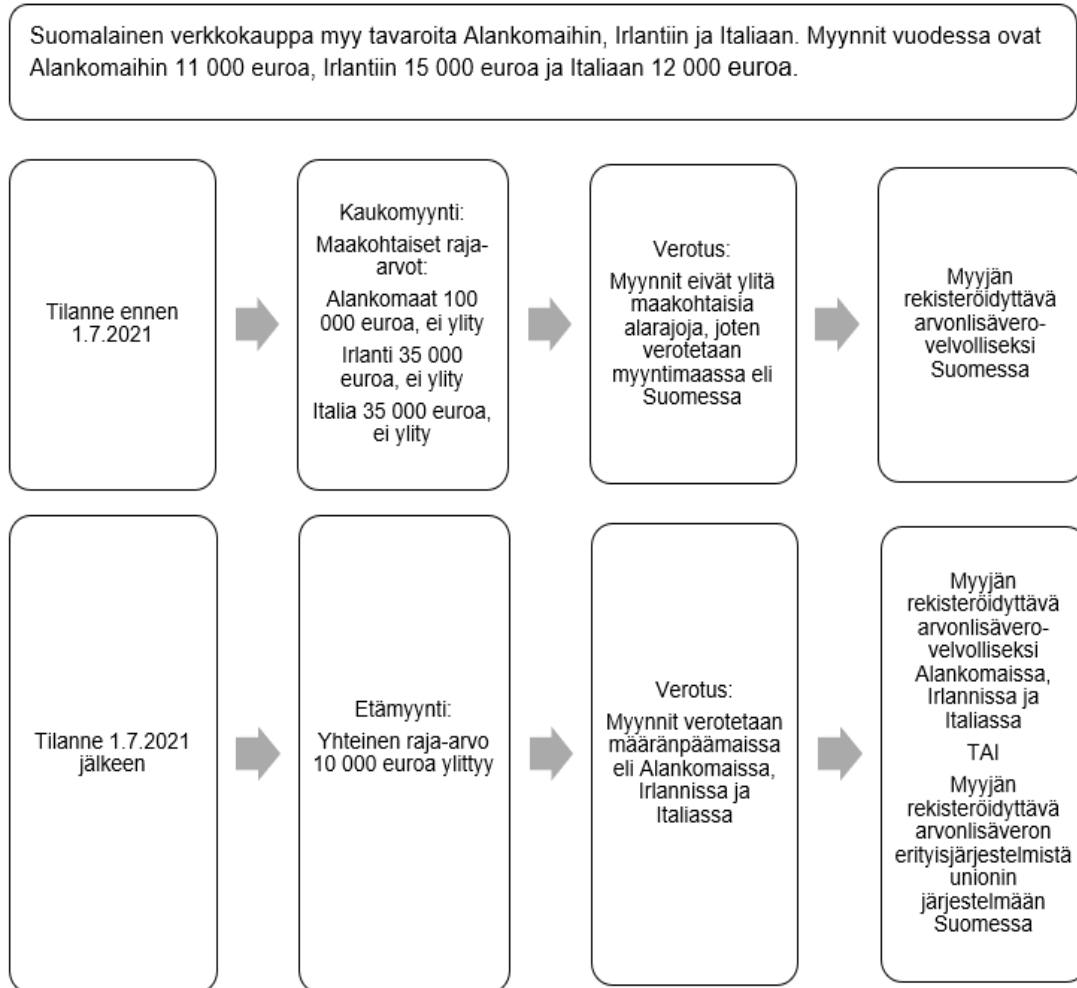 Suomalainen verkkokauppa myy tavaroita Alankomaihin, Irlantiin ja Italiaan. Myynnit vuodessa ovat
Alankomaihin 11 000 euroa, Irlantiin 15 000 euroa ja Italiaan 12 000 euroa.
Tilanne ennen
1.7.2021
Kaukomyynti:
Maakohtaiset raja-
arvot:
Alankomaat 100
000 euroa, ei ylity
Irlanti 35 000
euroa, ei ylity
Italia 35 000 euroa,
ei ylity
Verotus:
Myynnit eivät ylitä
maakohtaisia
alarajoja, joten
verotetaan
myyntimaassa eli
Suomessa
Myyjän
rekisteröidyttävä
arvonlisävero-
velvolliseksi
Suomessa
Tilanne 1.7.2021
jälkeen
Etämyynti:
Yhteinen raja-arvo
10 000 euroa ylittyy
Verotus:
Myynnit verotetaan
määränpäämaissa
eli Alankomaissa,
Irlannissa ja
Italiassa
Myyjän
rekisteröidyttävä
arvonlisävero-
velvolliseksi
Alankomaissa,
Irlannissa ja
Italiassa
TAI
Myyjän
rekisteröidyttävä
arvonlisäveron
erityisjärjestelmistä
unionin
järjestelmään
Suomessa